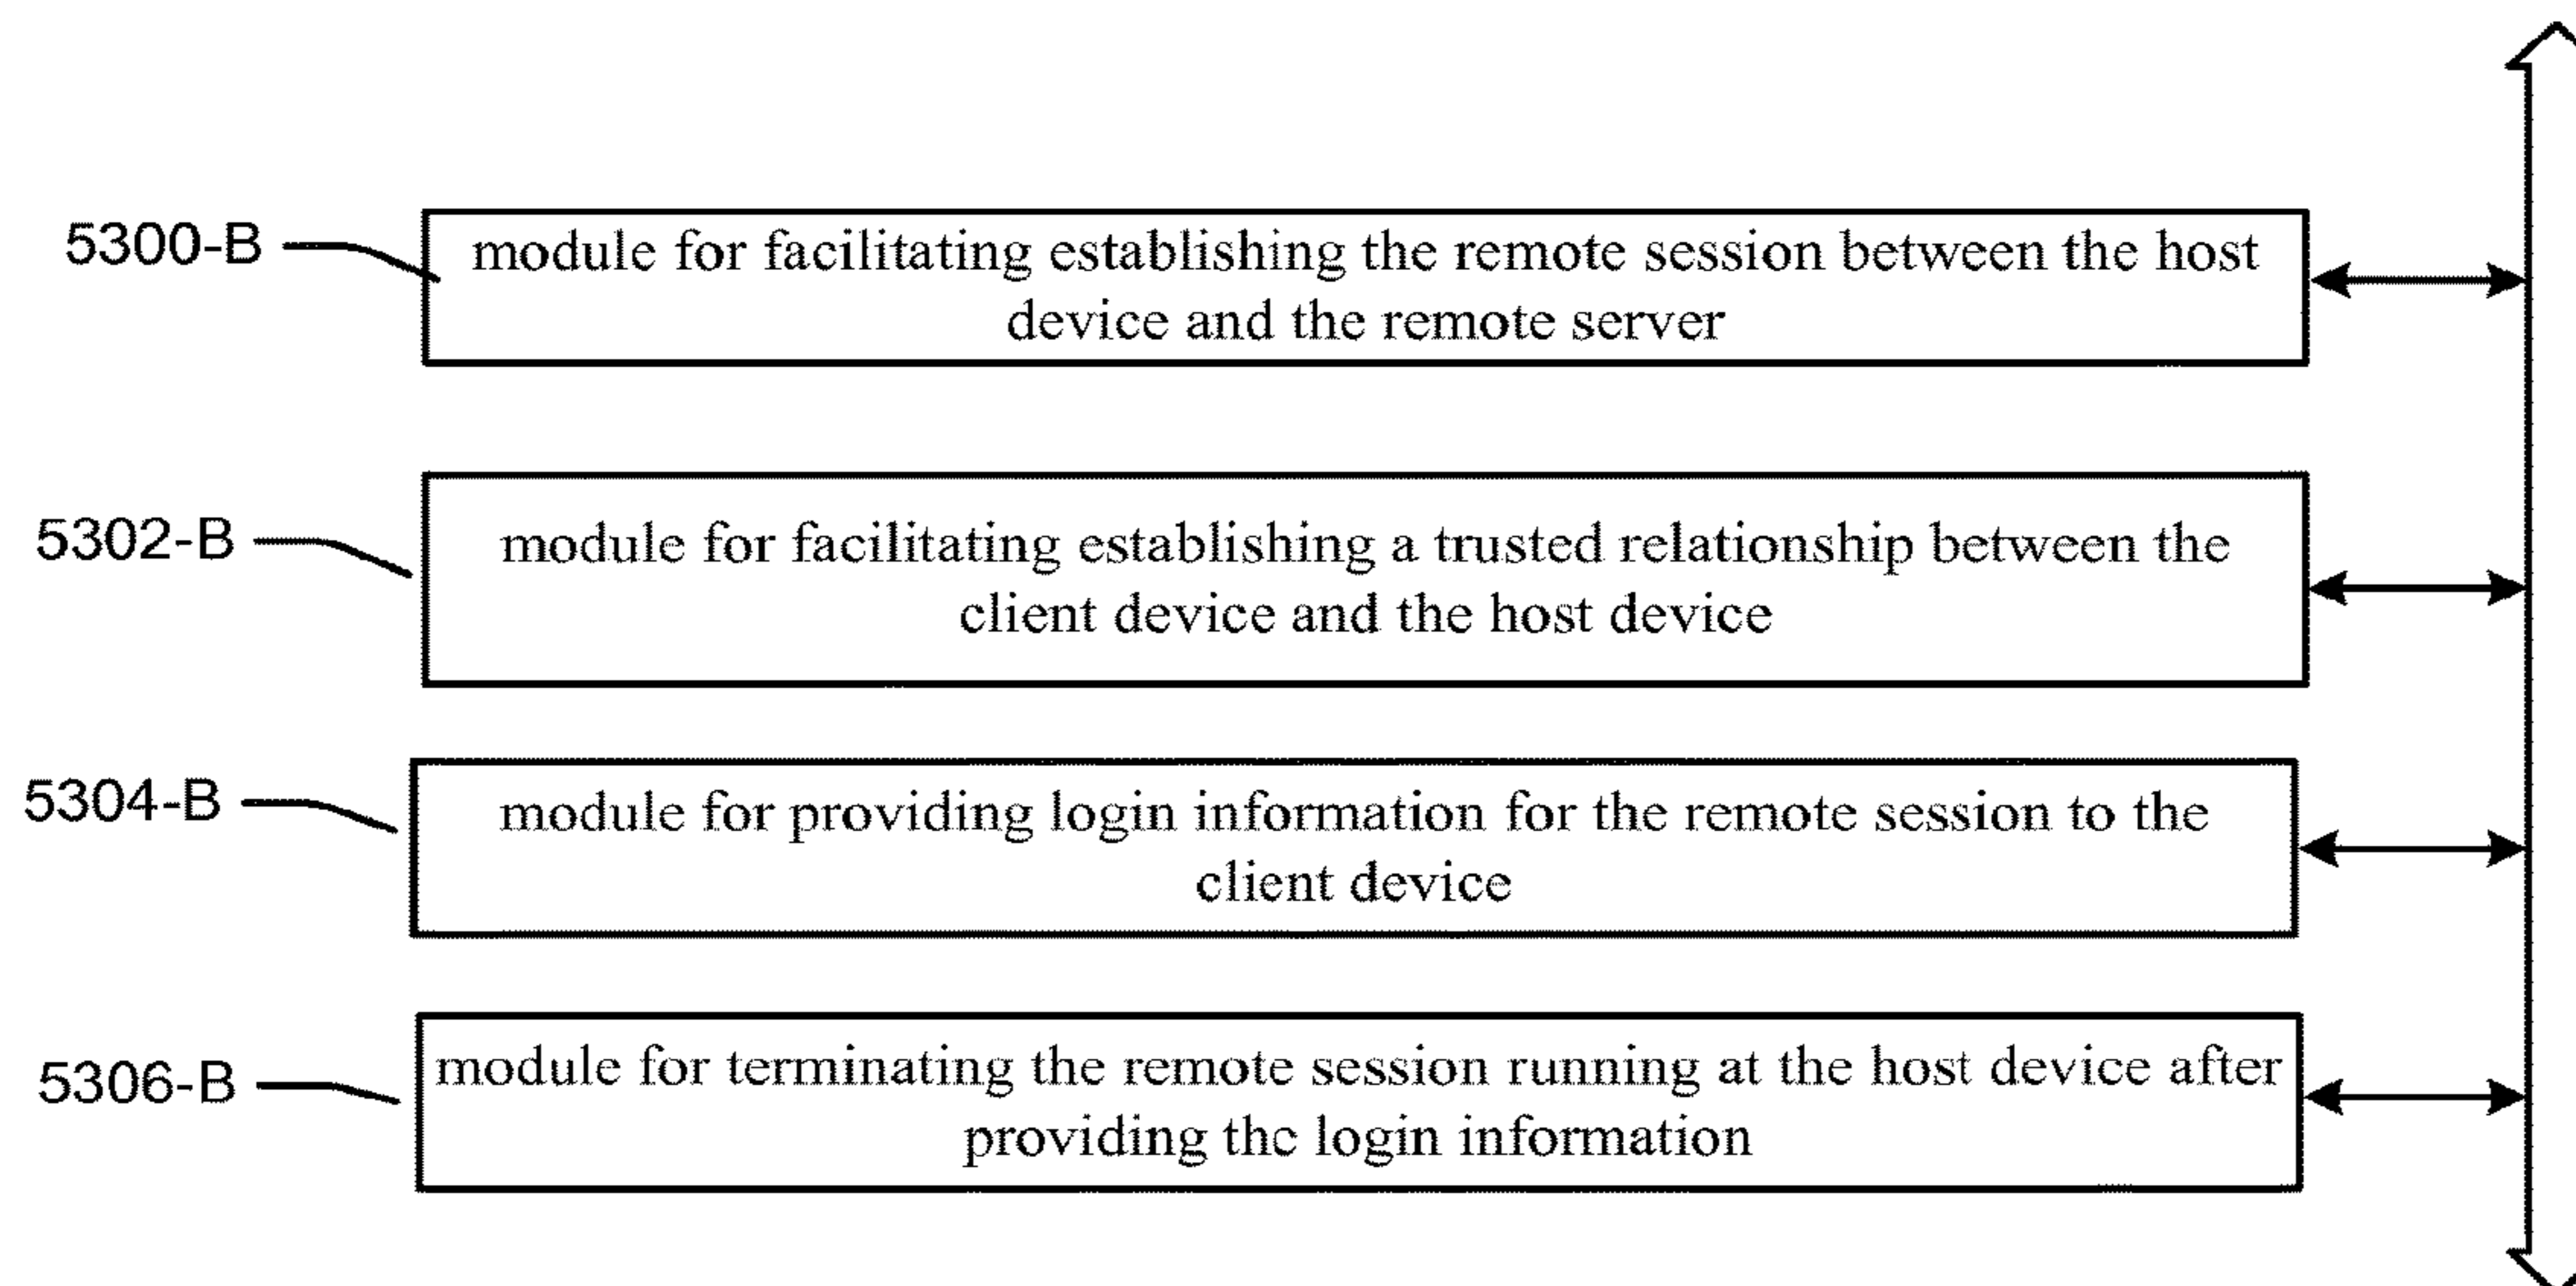 5300-B
module for facilitating establishing the remote session between the host
device and the remote server
5302-B
module for facilitating establishing a trusted relationship between the
client device and the host device
5304-B
module for providing login information for the remote session to the
client device
5306-B
module for terminating the remote session running at the host device after
providing the login information